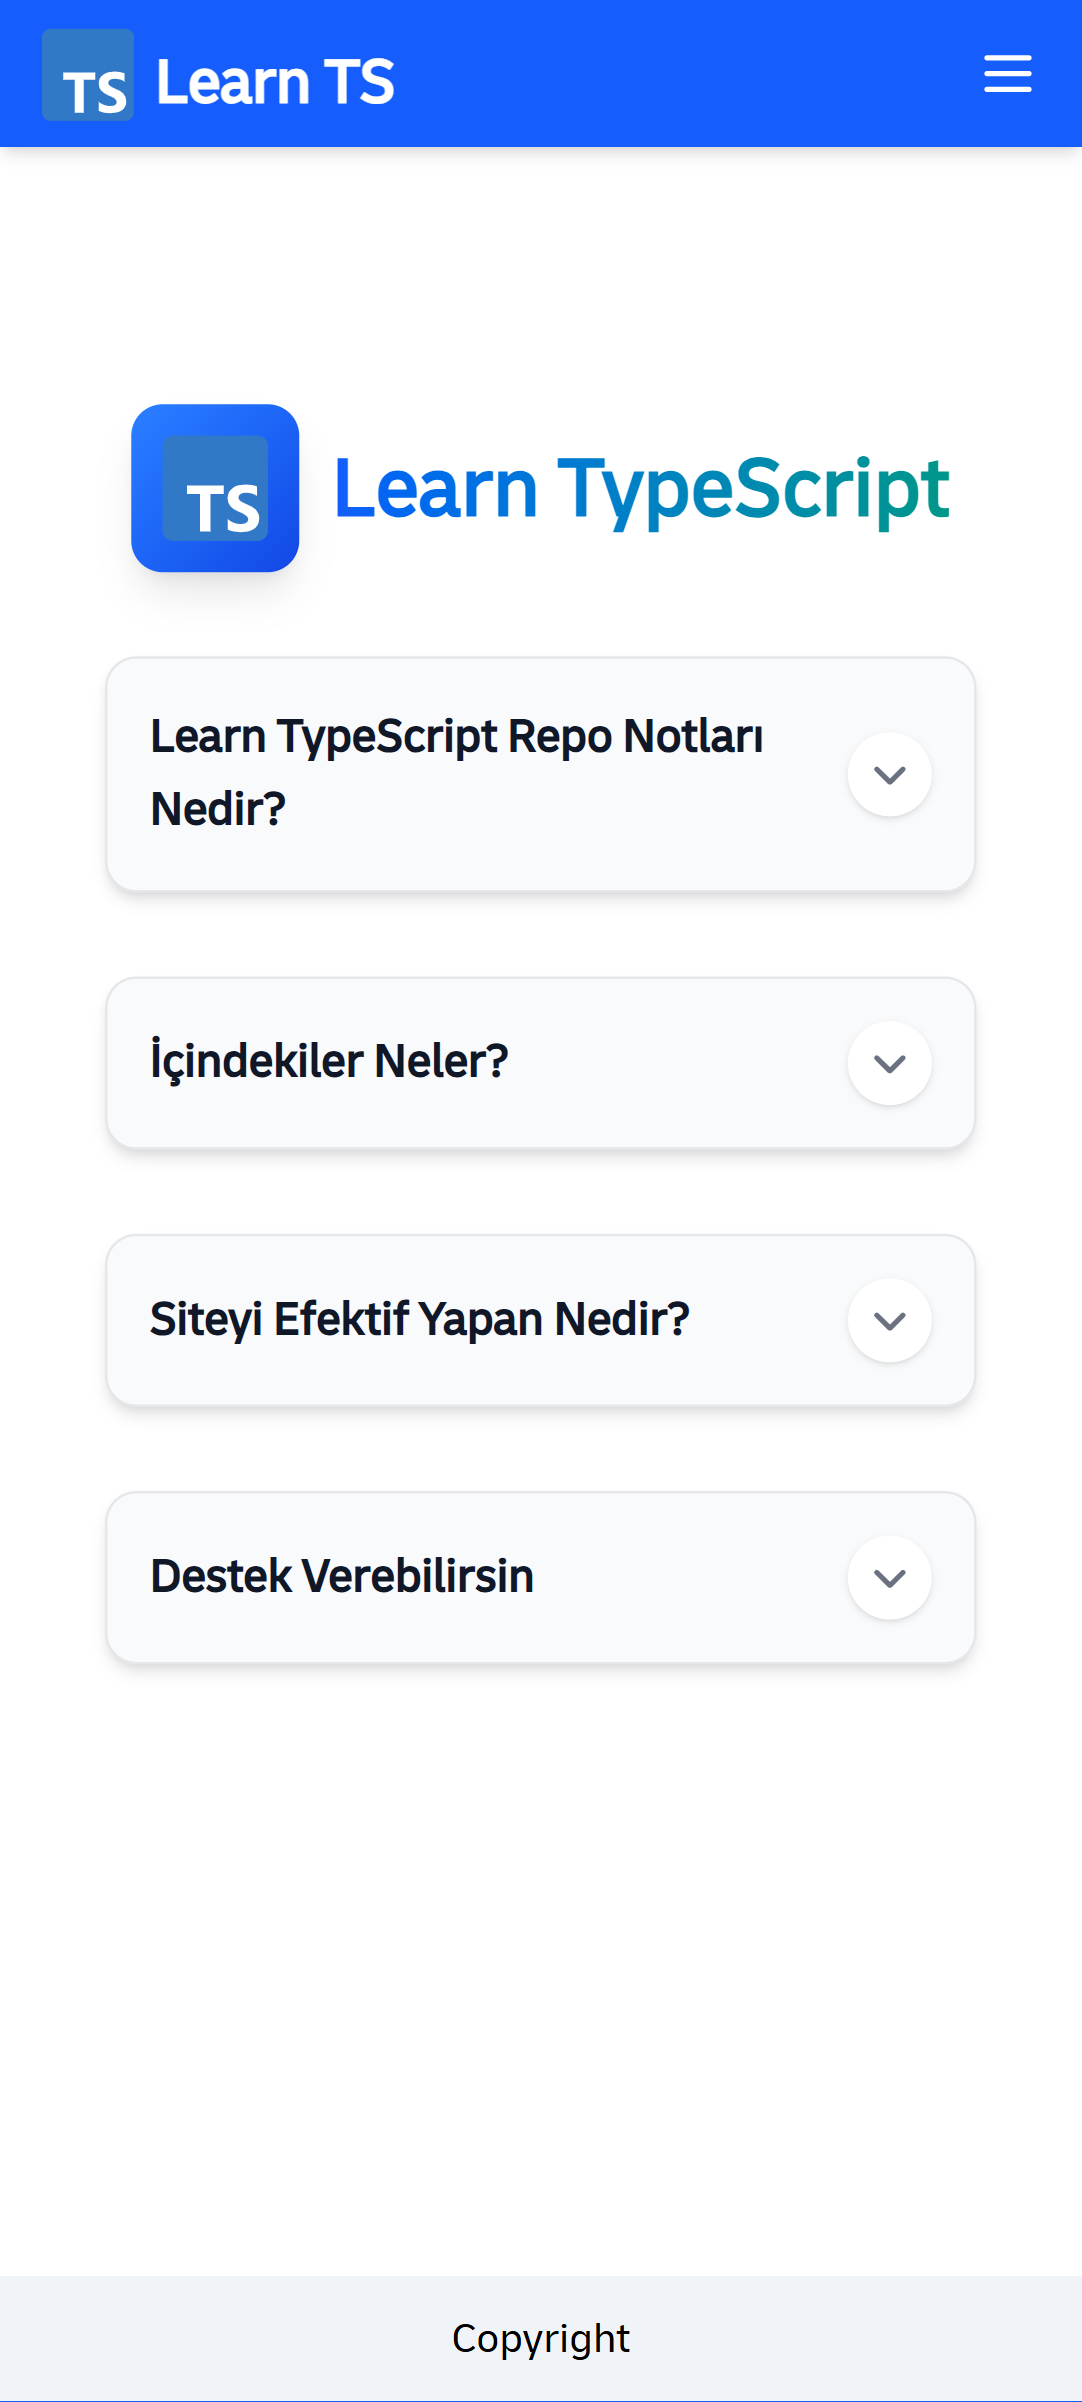 TS Learn TS
TS Learn TypeScript
Learn TypeScript Repo Notları
Nedir?
İçindekiler Neler?
Siteyi Efektif Yapan Nedir?
Destek Verebilirsin
Copyright